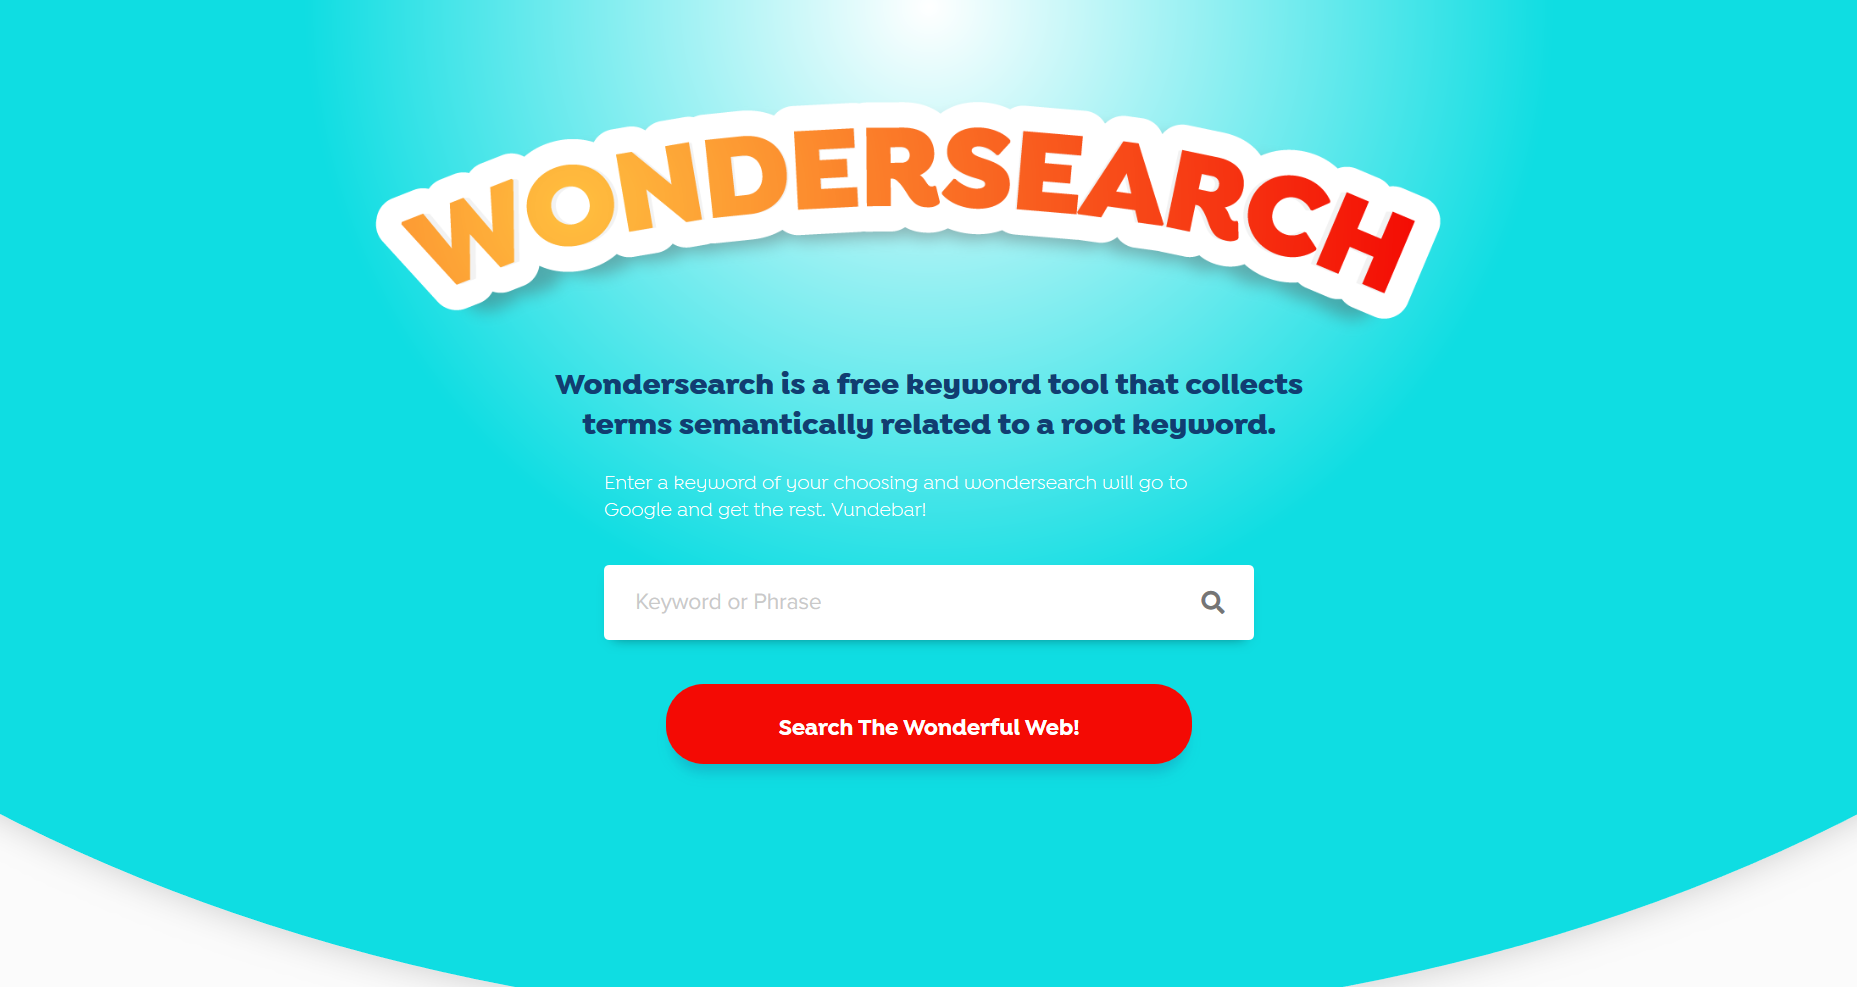 WONDERSEARCH
Wondersearch is a free keyword tool that collects
terms semantically related to a root keyword.
Enter a keyword of your choosing and wondersearch will go to
Google and get the rest. Vundebar!
Keyword or Phrase
Search The Wonderful Web!